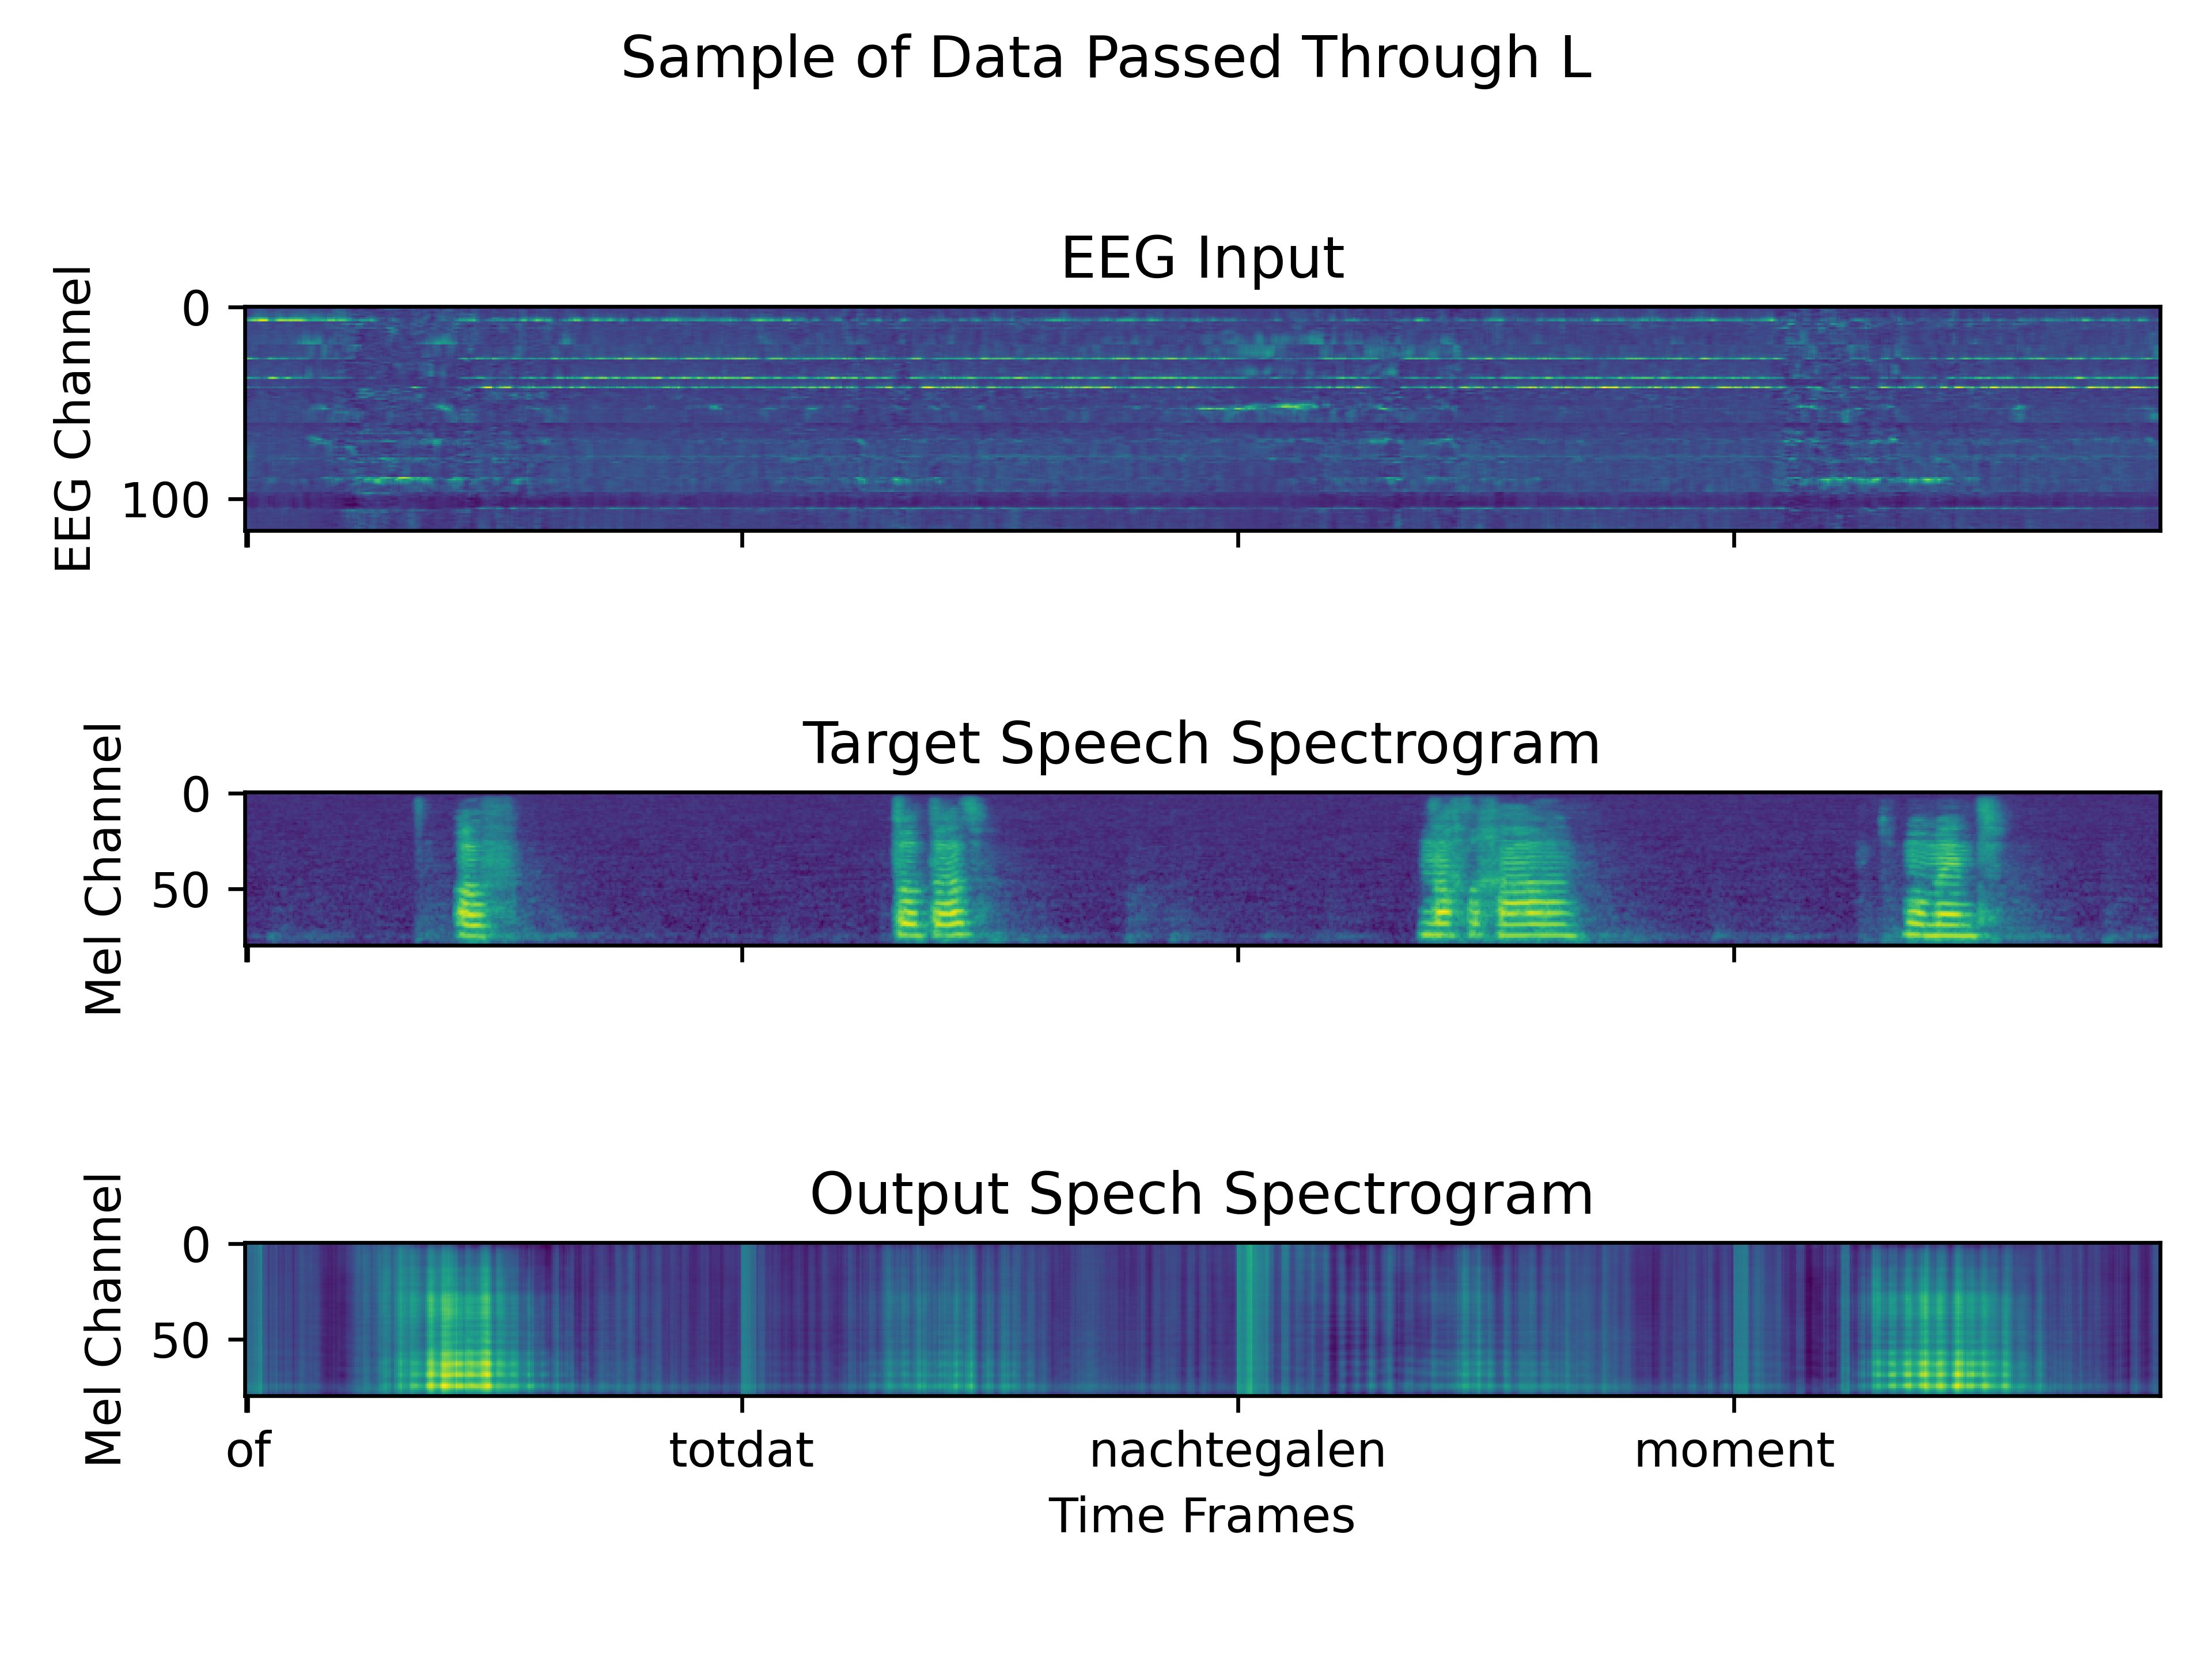 Sample of Data Passed Through L
EEG Input
EEG Channel
0
100
Target Speech Spectrogram
Mel Channel
0
50
Output Spech Spectrogram
Mel Channel
0
50
of totdat nachtegalen moment
Time Frames